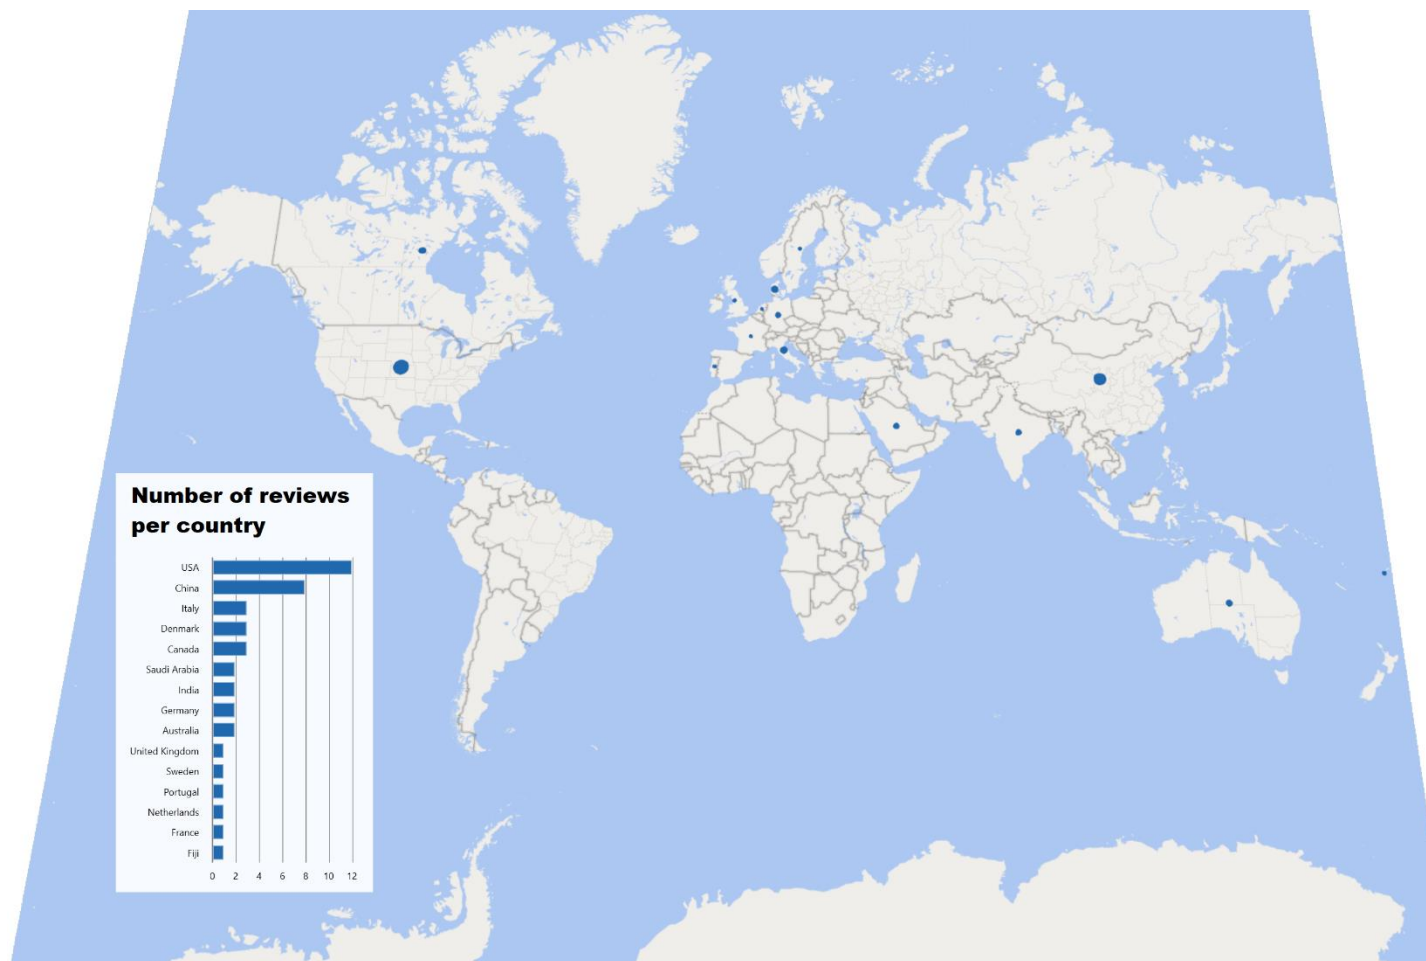 Number of reviews
per country
USA
China
Italy
Denmark
Canada
Saudi Arabia
India
Germany
Australia
United Kingdom
Sweden
Portugal
Netherlands
France
Fiji
0 2 4 6 8 10 12